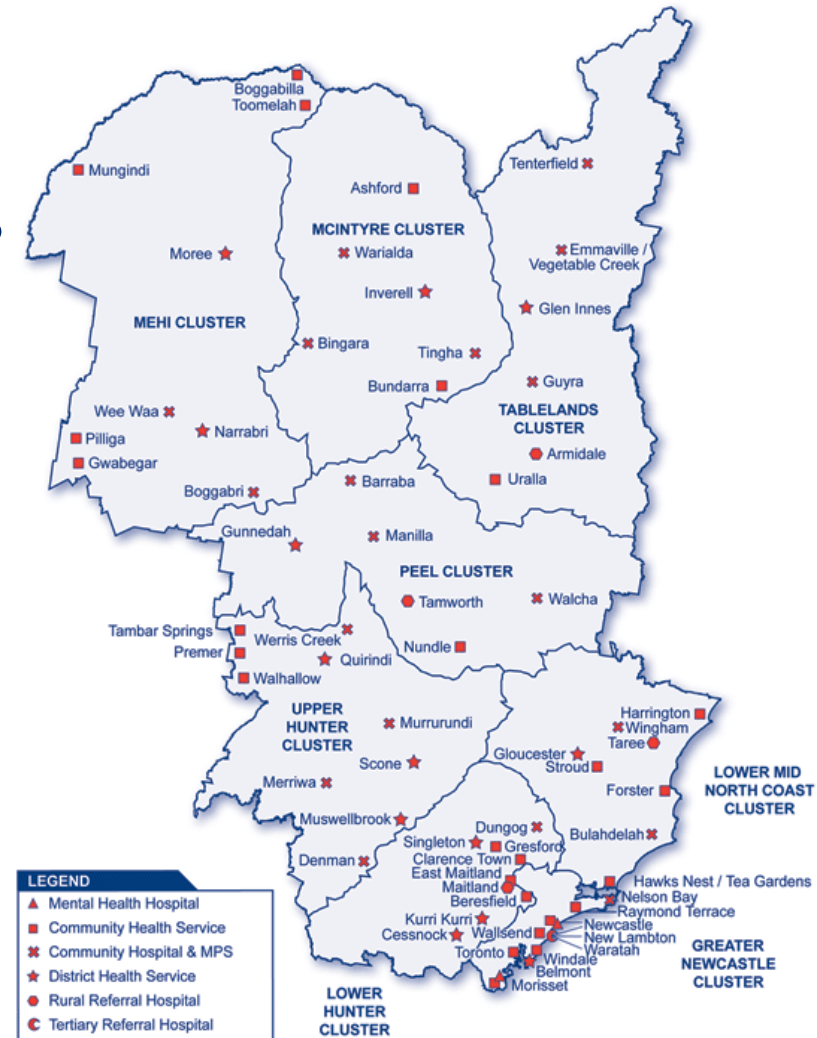 Boggabilla
Toomelah
Mungindi
Tenterfield
Ashford
MCINTYRE CLUSTER
Moree
Warialda
Emmaville /
Vegetable Creek
Inverell
Glen Innes
MEHI CLUSTER
Bingara
Tingha
Bundarra
Guyra
Wee Waa
TABLELANDS
CLUSTER
Narrabri
Pilliga
Gwabegar
Armidale
Uralla
Boggabri
Barraba
Gunnedah
Manilla
PEEL CLUSTER
Tamworth
Walcha
Tambar Springs
Werris Creek
Nundle
Premer
Quirindi
Walhallow
UPPER
HUNTER
CLUSTER
Murrurundi
Harrington
Wingham
Taree
Gloucester
Stroud
Scone
Merriwa
Forster
LOWER MID
NORTH COAST
CLUSTER
Muswellbrook
Dungog
Bulahdelah
Singleton
Gresford
Denman
Clarence Town
East Maitland
Maitland
Beresfield
Hawks Nest / Tea Gardens
Nelson Bay
Raymond Terrace
Kurri Kurri
Newcastle
Cessnock
Wallsend
New Lambton
Waratah
Toronto
Windale
Belmont
Morisset
GREATER
NEWCASTLE
CLUSTER
LOWER
HUNTER
CLUSTER
LEGEND
Mental Health Hospital
Community Health Service
Community Hospital & MPS
District Health Service
Rural Referral Hospital
Tertiary Referral Hospital